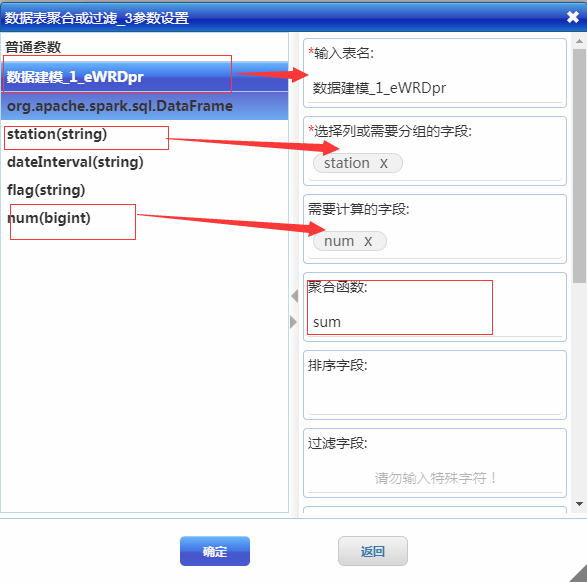 数据表聚合或过滤_3参数设置
普通参数
数据建模_1_eWRDpr
org.apache.spark.sql.DataFrame
station(string)
dateInterval(string)
flag(string)
num(bigint)
*输入表名:
数据建模_1_eWRDpr
*选择列或需要分组的字段:
station X
需要计算的字段:
num X
聚合函数:
sum
排序字段:
过滤字段:
请勿输入特殊字符！
确定
返回